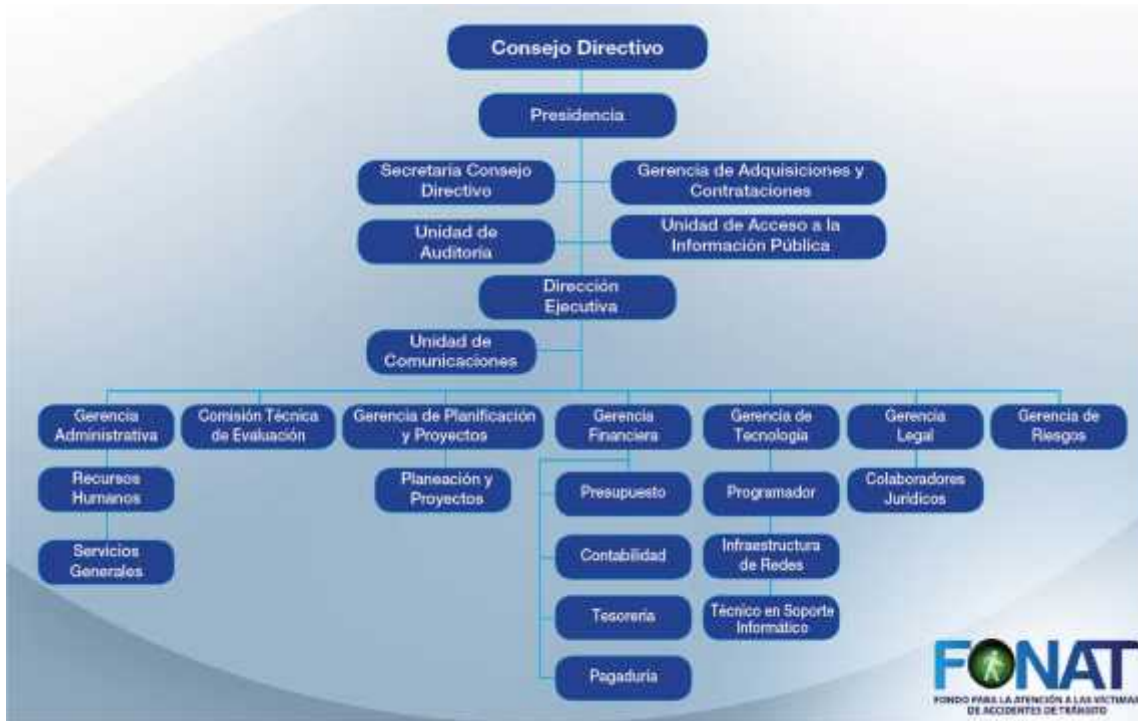 Consejo Directivo
Presidencia
Secretaría Consejo
Directivo
Gerencia de Adquisiciones y
Contrataciones
Unidad de
Auditoría
Unidad de Acceso a la
Información Pública
Dirección
Ejecutiva
Unidad de
Comunicaciones
Gerencia
Administrativa
Comisión Técnica
de Evaluación
Gerencia de Planificación
y Proyectos
Gerencia
Financiera
Gerencia de
Tecnología
Gerencia
Legal
Gerencia de
Riesgos
Recursos
Humanos
Servicios
Generales
Planeación y
Proyectos
Presupuesto
Contabilidad
Tesorería
Pagaduría
Programador
Infraestructura
de Redes
Técnico en Soporte
Informático
Colaboradores
Jurídicos
FONAT
FONDO PARA LA ATENCIÓN A LAS VÍCTIMAS
DE ACCIDENTES DE TRÁNSITO